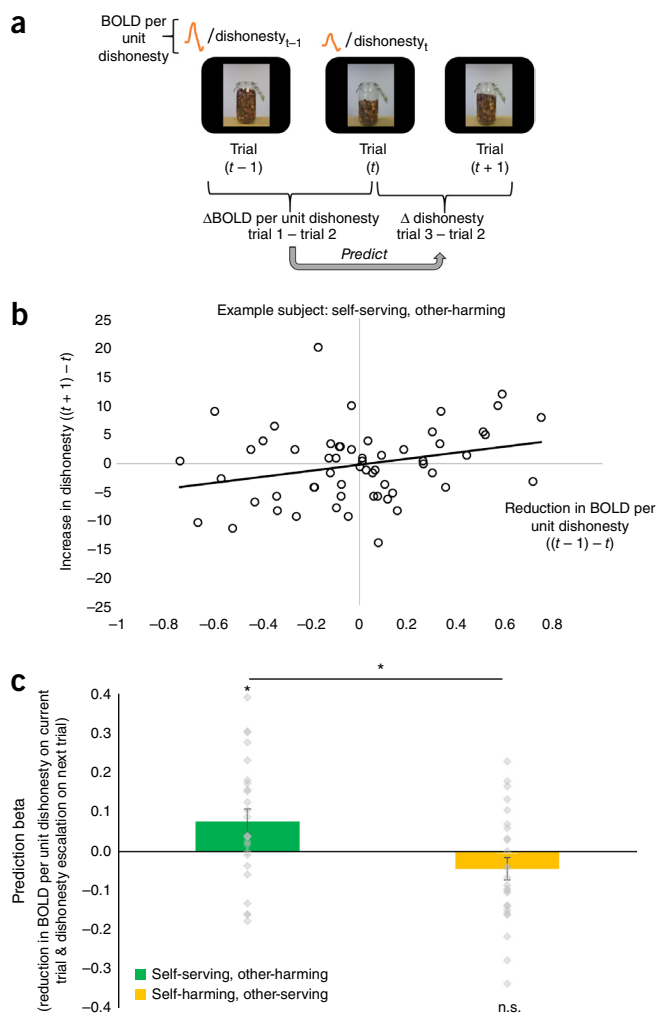 a
BOLD per
unit
dishonesty
/dishonesty t–1
/dishonesty t
Trial
(t – 1)
Trial
(t)
Trial
(t + 1)
ΔBOLD per unit dishonesty
trial 1 – trial 2
Δ dishonesty
trial 3 – trial 2
Predict
b
Example subject: self-serving, other-harming
Increase in dishonesty ((t + 1) – t)
25
20
15
10
5
0
–5
–10
–15
–20
–25
–1
–0.8
–0.6
–0.4
–0.2
0
0.2
0.4
0.6
0.8
1
Reduction in BOLD per
unit dishonesty
((t – 1) – t)
c
Prediction beta
(reduction in BOLD per unit dishonesty on current
trial & dishonesty escalation on next trial)
0.4
0.3
0.2
0.1
0.0
–0.1
–0.2
–0.3
–0.4
*
*
Self-serving, other-harming
Self-harming, other-serving
n.s.